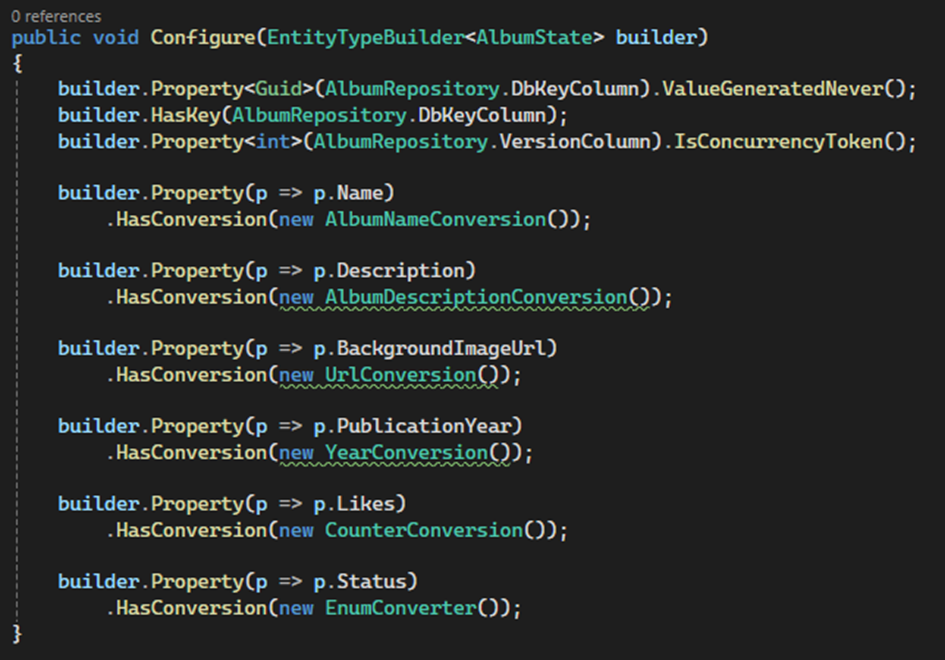 0 references
public void Configure(EntityTypeBuilder<AlbumState> builder)
{
    builder.Property<Guid>(AlbumRepository.DbKeyColumn).ValueGeneratedNever();
    builder.HasKey(AlbumRepository.DbKeyColumn);
    builder.Property<int>(AlbumRepository.VersionColumn).IsConcurrencyToken();

    builder.Property(p => p.Name)
        .HasConversion(new AlbumNameConversion());

    builder.Property(p => p.Description)
        .HasConversion(new AlbumDescriptionConversion());

    builder.Property(p => p.BackgroundImageUrl)
        .HasConversion(new UrlConversion());

    builder.Property(p => p.PublicationYear)
        .HasConversion(new YearConversion());

    builder.Property(p => p.Likes)
        .HasConversion(new CounterConversion());

    builder.Property(p => p.Status)
        .HasConversion(new EnumConverter());
}